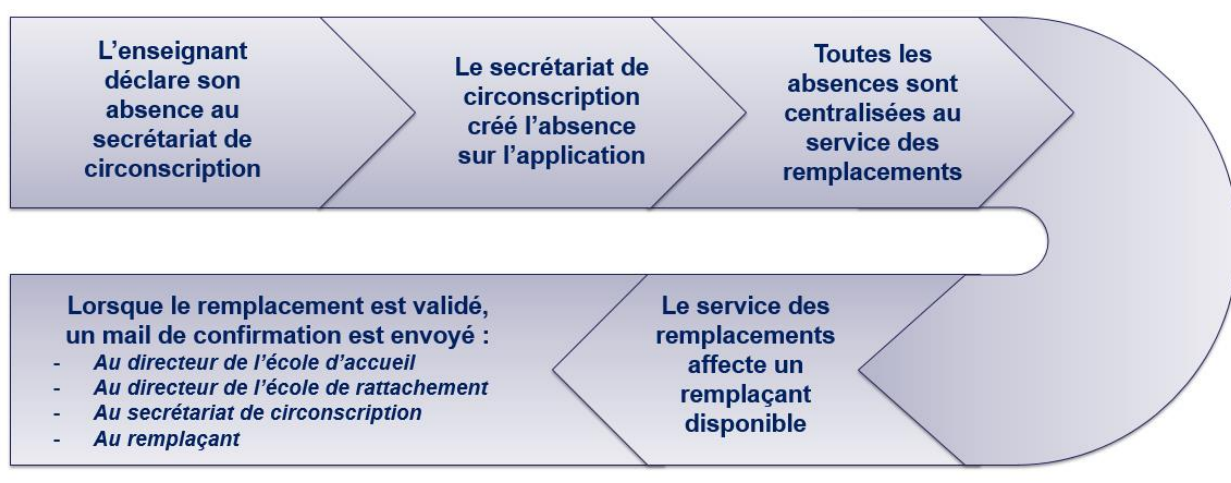 L'enseignant
déclare son
absence au
secrétariat de
circonscription
Le secrétariat de
circonscription
créé l'absence
sur l'application
Toutes les
absences sont
centralisées au
service des
remplacements
Le service des
remplacements
affecte un
remplaçant
disponible
Lorsque le remplacement est validé,
un mail de confirmation est envoyé :
- Au directeur de l'école d'accueil
- Au directeur de l'école de rattachement
- Au secrétariat de circonscription
- Au remplaçant